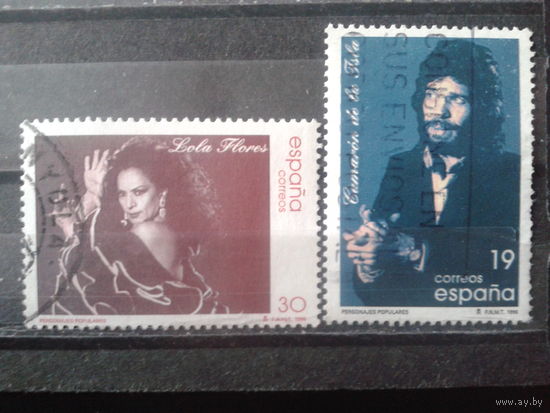 Lola Flores
españa
correos
30
PERSONAJES POPULARES
F.N.M.T. 1996
Camarón de la Isla
19
correos
españa
PERSONAJES POPULARES
F.N.M.T. 1996
www.ay.by